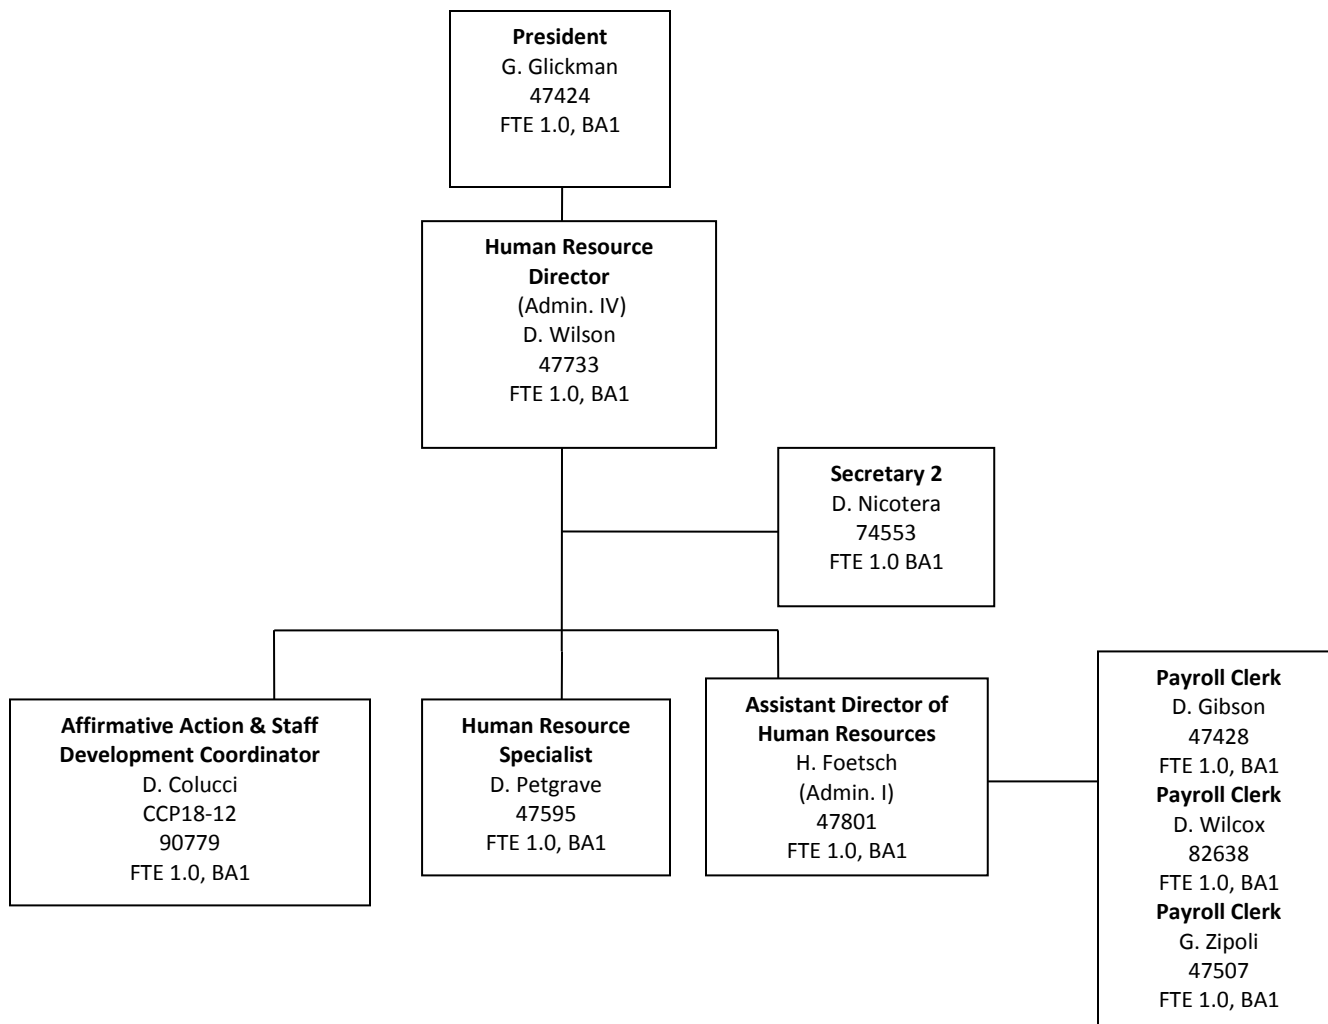 President
G. Glickman
47424
FTE 1.0, BA1
Human Resource
Director
(Admin. IV)
D. Wilson
47733
FTE 1.0, BA1
Secretary 2
D. Nicotera
74553
FTE 1.0 BA1
Affirmative Action & Staff
Development Coordinator
D. Colucci
CCP18-12
90779
FTE 1.0, BA1
Human Resource
Specialist
D. Petgrave
47595
FTE 1.0, BA1
Assistant Director of
Human Resources
H. Foetsch
(Admin. I)
47801
FTE 1.0, BA1
Payroll Clerk
D. Gibson
47428
FTE 1.0, BA1
Payroll Clerk
D. Wilcox
82638
FTE 1.0, BA1
Payroll Clerk
G. Zipoli
47507
FTE 1.0, BA1